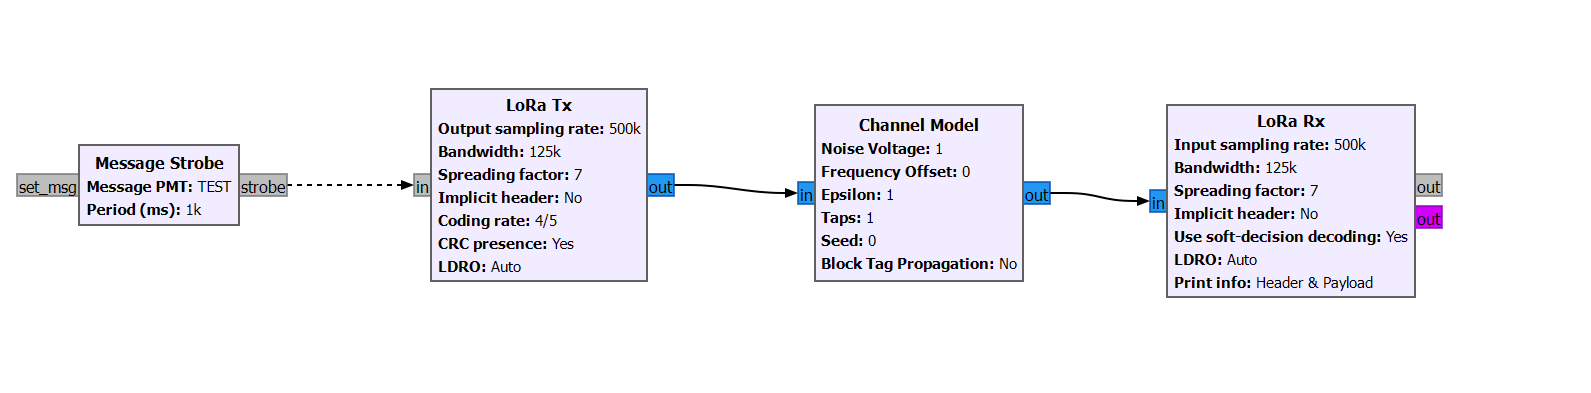 set_msg
Message Strobe
Message PMT: TEST
Period (ms): 1k
strobe
in
LoRa Tx
Output sampling rate: 500k
Bandwidth: 125k
Spreading factor: 7
Implicit header: No
Coding rate: 4/5
CRC presence: Yes
LDRO: Auto
out
in
Channel Model
Noise Voltage: 1
Frequency Offset: 0
Epsilon: 1
Taps: 1
Seed: 0
Block Tag Propagation: No
out
in
LoRa Rx
Input sampling rate: 500k
Bandwidth: 125k
Spreading factor: 7
Implicit header: No
Use soft-decision decoding: Yes
LDRO: Auto
Print info: Header & Payload
out
out